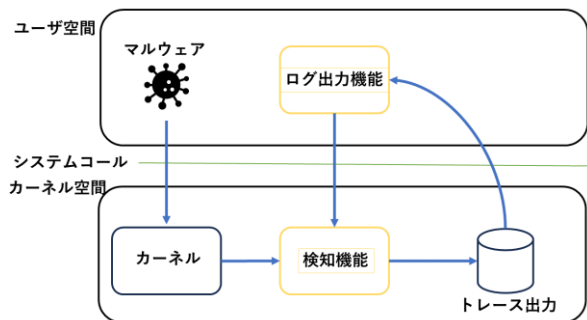 ユーザ空間
マルウェア
ログ出力機能
システムコール
カーネル空間
カーネル
検知機能
トレース出力